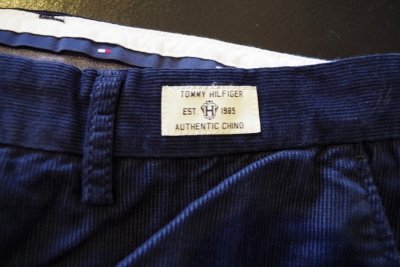 TOMMY HILFIGER
EST. H 1985
AUTHENTIC CHINO